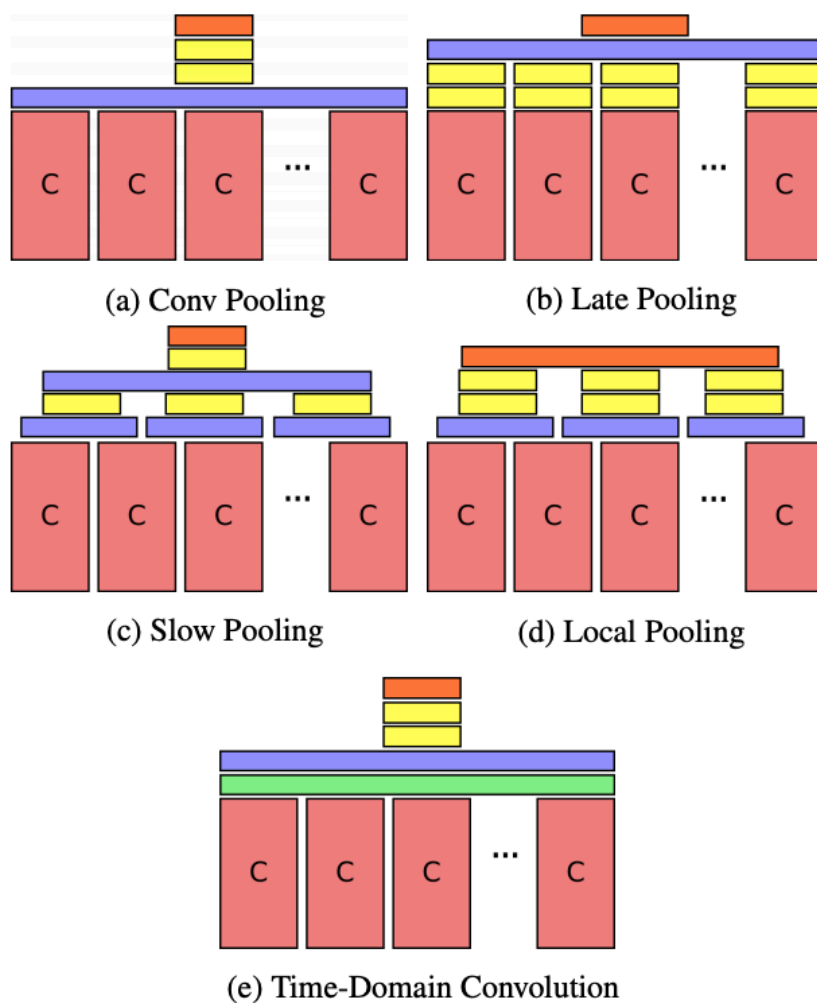 C C C ... C
C C C ... C
(a) Conv Pooling
(b) Late Pooling
C C C ... C
C C C ... C
(c) Slow Pooling
(d) Local Pooling
C C C ... C
(e) Time-Domain Convolution